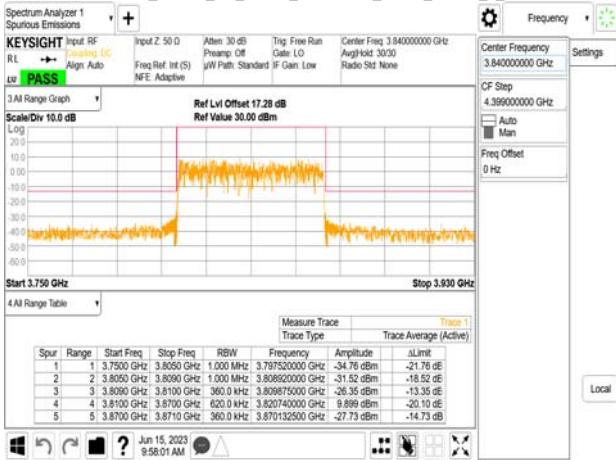 Spectrum Analyzer 1
Spurious Emissions
Frequency
KEYSIGHT
RL
LW PASS
Input: RF
Coupling: DC
Align: Auto
Input Z: 50 Ω
Freq Ref: Int (S)
NFE: Adaptive
Atten: 30 dB
Preamp: Off
µW Path: Standard
Trig: Free Run
Gate: LO
IF Gain: Low
Center Freq: 3.840000000 GHz
Avg|Hold: 30/30
Radio Std: None
Center Frequency
3.840000000 GHz
Settings
CF Step
4.399000000 GHz
Auto
Man
Freq Offset
0 Hz
Local
3 All Range Graph
Scale/Div 10.0 dB
Ref Lvl Offset 17.28 dB
Ref Value 30.00 dBm
Log
20.0
10.0
0.00
-10.0
-20.0
-30.0
-40.0
-50.0
-60.0
Start 3.750 GHz
Stop 3.930 GHz
4 All Range Table
Measure Trace Trace 1
Trace Type Trace Average (Active)
Spur Range Start Freq Stop Freq RBW Frequency Amplitude ΔLimit
1 1 3.7500 GHz 3.8050 GHz 1.000 MHz 3.797520000 GHz -34.76 dBm -21.76 dB
2 2 3.8050 GHz 3.8090 GHz 1.000 MHz 3.808920000 GHz -31.52 dBm -18.52 dB
3 3 3.8090 GHz 3.8100 GHz 360.0 kHz 3.809875000 GHz -26.35 dBm -13.35 dB
4 4 3.8100 GHz 3.8700 GHz 620.0 kHz 3.820740000 GHz 9.899 dBm -20.10 dB
5 5 3.8700 GHz 3.8710 GHz 360.0 kHz 3.870132500 GHz -27.73 dBm -14.73 dB
Jun 15, 2023
9:58:01 AM